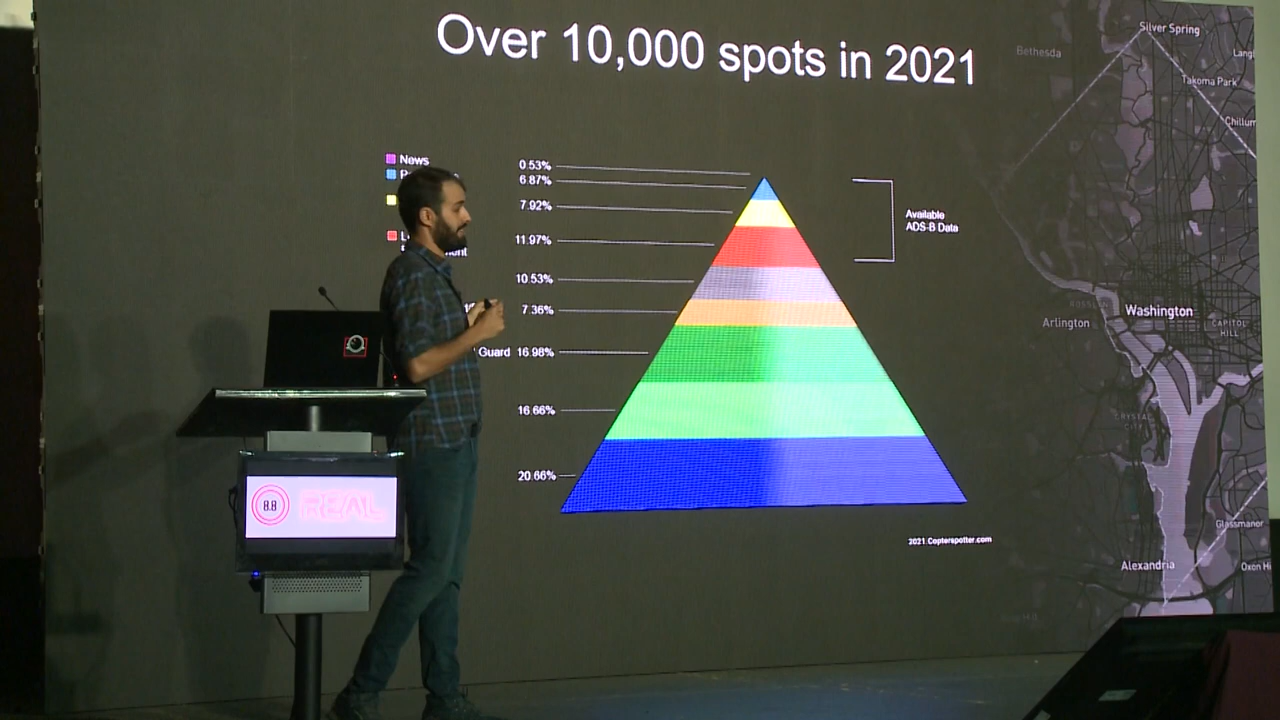 Over 10,000 spots in 2021
News
0.53%
6.87%
7.92%
11.97%
10.53%
7.36%
Guard 16.98%
16.66%
20.66%
Available
ADS-B Data
2021.Copterspotter.com
Silver Spring
Bethesda
Takoma Park
Chillum
Washington
Arlington
CAPITOL
HILL
Glassmanor
Alexandria
8.8 REAL